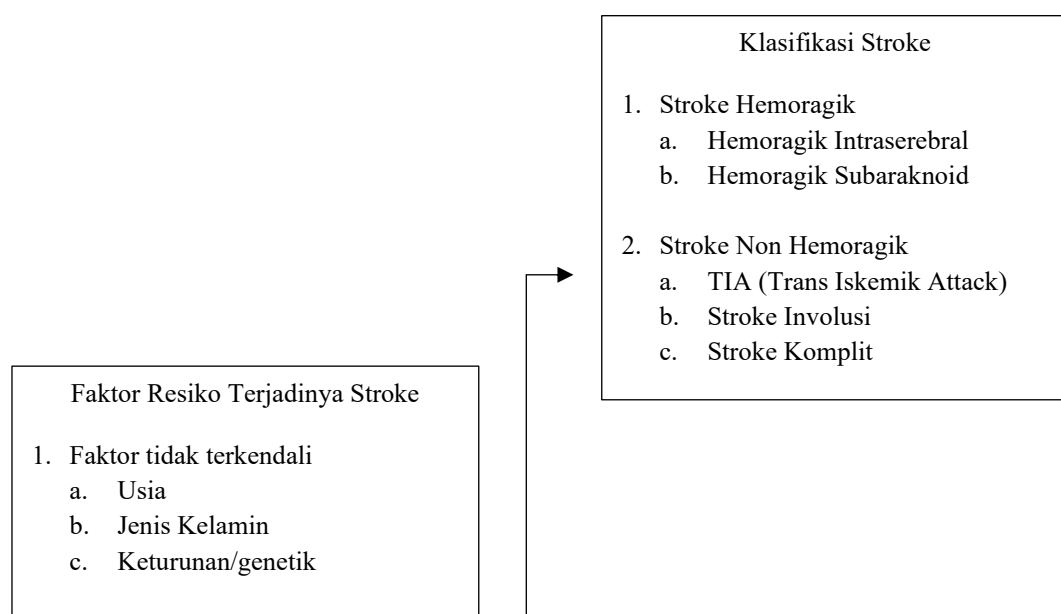 Klasifikasi Stroke
1. Stroke Hemoragik
a. Hemoragik Intraserebral
b. Hemoragik Subaraknoid
2. Stroke Non Hemoragik
a. TIA (Trans Iskemik Attack)
b. Stroke Involusi
c. Stroke Komplit
Faktor Resiko Terjadinya Stroke
1. Faktor tidak terkendali
a. Usia
b. Jenis Kelamin
c. Keturunan/genetik